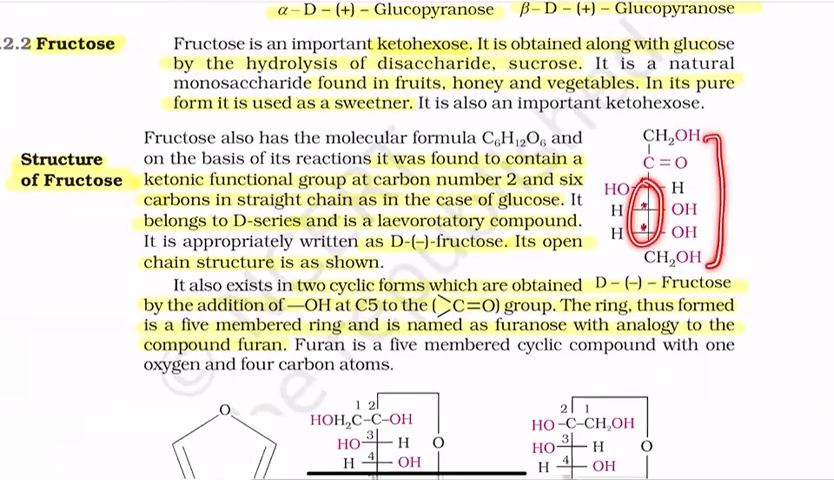 α – D – (+) – Glucopyranose β – D – (+) – Glucopyranose
.2.2 Fructose
Fructose is an important ketohexose. It is obtained along with glucose
by the hydrolysis of disaccharide, sucrose. It is a natural
monosaccharide found in fruits, honey and vegetables. In its pure
form it is used as a sweetner. It is also an important ketohexose.
Structure
of Fructose
Fructose also has the molecular formula C₆H₁₂O₆ and
on the basis of its reactions it was found to contain a
ketonic functional group at carbon number 2 and six
carbons in straight chain as in the case of glucose. It
belongs to D-series and is a laevorotatory compound.
It is appropriately written as D-(–)-fructose. Its open
chain structure is as shown.
CH₂OH
C = O
HO H
H OH
H OH
CH₂OH
D – (–) – Fructose
It also exists in two cyclic forms which are obtained
by the addition of —OH at C5 to the (>C=O) group. The ring, thus formed
is a five membered ring and is named as furanose with analogy to the
compound furan. Furan is a five membered cyclic compound with one
oxygen and four carbon atoms.
O
1 2
HOH₂C–C–OH
HO 3 H O
H 4 OH
2 1
HO–C–CH₂OH
HO 3 H O
H 4 OH